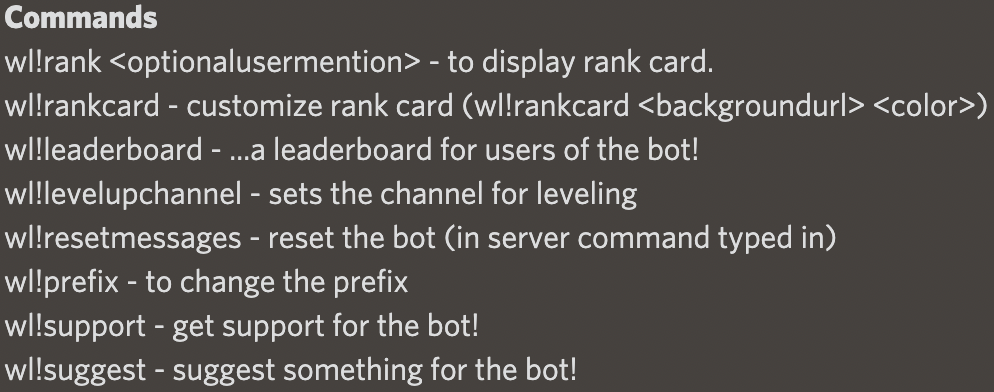 Commands
wl!rank <optionalusermention> - to display rank card.
wl!rankcard - customize rank card (wl!rankcard <backgroundurl> <color>)
wl!leaderboard - ...a leaderboard for users of the bot!
wl!levelupchannel - sets the channel for leveling
wl!resetmessages - reset the bot (in server command typed in)
wl!prefix - to change the prefix
wl!support - get support for the bot!
wl!suggest - suggest something for the bot!